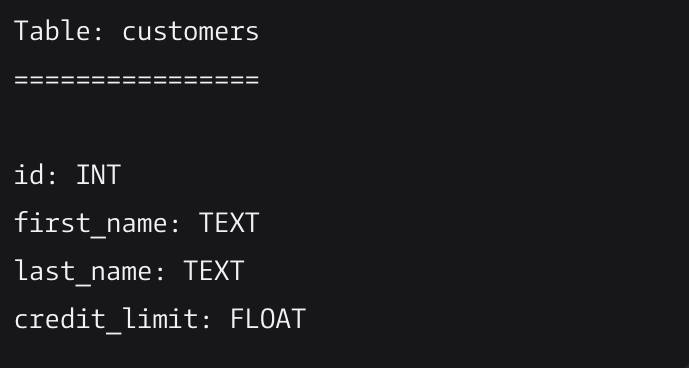 Table: customers
================
id: INT
first_name: TEXT
last_name: TEXT
credit_limit: FLOAT